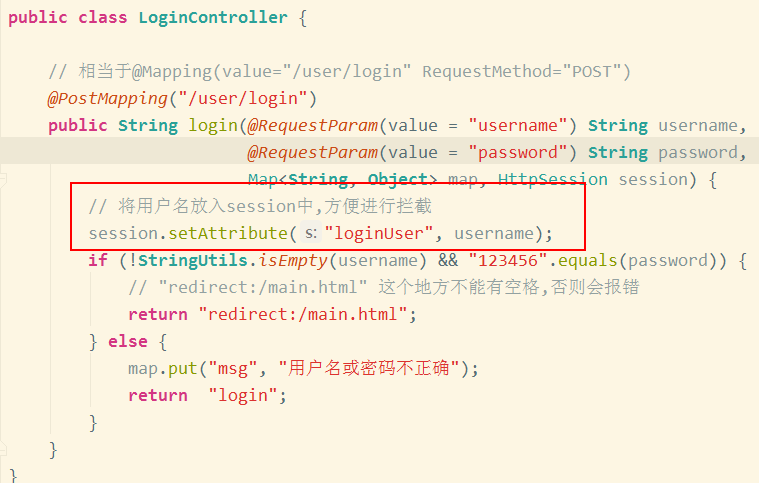 public class LoginController {
// 相当于@Mapping(value="/user/login" RequestMethod="POST")
@PostMapping("/user/login")
public String login(@RequestParam(value = "username") String username,
@RequestParam(value = "password") String password,
Map<String, Object> map, HttpSession session) {
// 将用户名放入session中,方便进行拦截
session.setAttribute( s: "loginUser", username);
if (!StringUtils.isEmpty(username) && "123456".equals(password)) {
// "redirect:/main.html" 这个地方不能有空格,否则会报错
return "redirect:/main.html";
} else {
map.put("msg", "用户名或密码不正确");
return  "login";
}
}
}